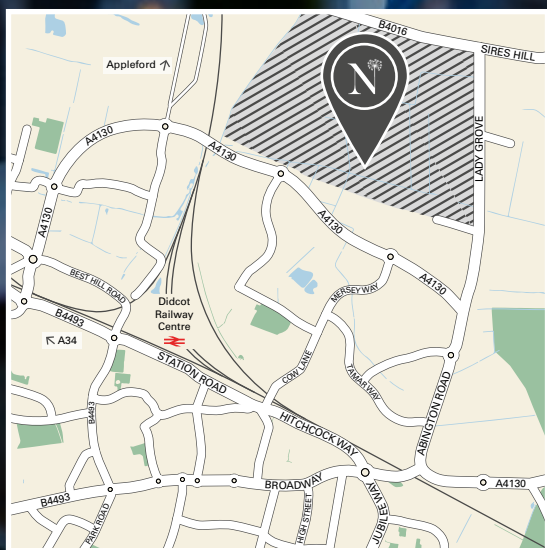 B4016
SIRES HILL
Appleford
N
LADY GROVE
A4130
A4130
A4130
A4130
A4130
BEST HILL ROAD
MERSEY WAY
B4493
Didcot
Railway
Centre
A34
STATION ROAD
COW LANE
TAMAR WAY
ABINGTON ROAD
B4493
HITCHCOCK WAY
BROADWAY
A4130
B4493
PARK ROAD
HIGH STREET
JUBILEE WAY